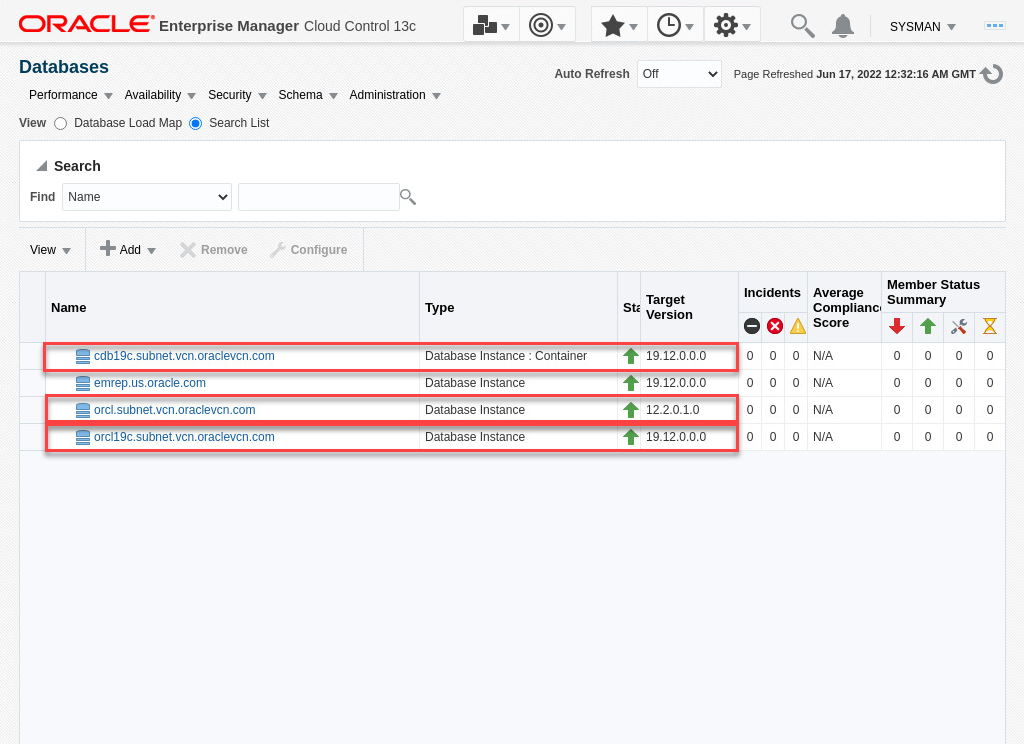 ORACLE® Enterprise Manager Cloud Control 13c SYSMAN
Databases
Auto Refresh Off Page Refreshed Jun 17, 2022 12:32:16 AM GMT
Performance Availability Security Schema Administration
View Database Load Map Search List
Search
Find Name
View Add Remove Configure
Name Type Sta Target Version Incidents Average Compliance Score Member Status Summary
cdb19c.subnet.vcn.oraclevcn.com Database Instance : Container 19.12.0.0.0 0 0 0 N/A 0 0 0 0
emrep.us.oracle.com Database Instance 19.12.0.0.0 0 0 0 N/A 0 0 0 0
orcl.subnet.vcn.oraclevcn.com Database Instance 12.2.0.1.0 0 0 0 N/A 0 0 0 0
orcl19c.subnet.vcn.oraclevcn.com Database Instance 19.12.0.0.0 0 0 0 N/A 0 0 0 0